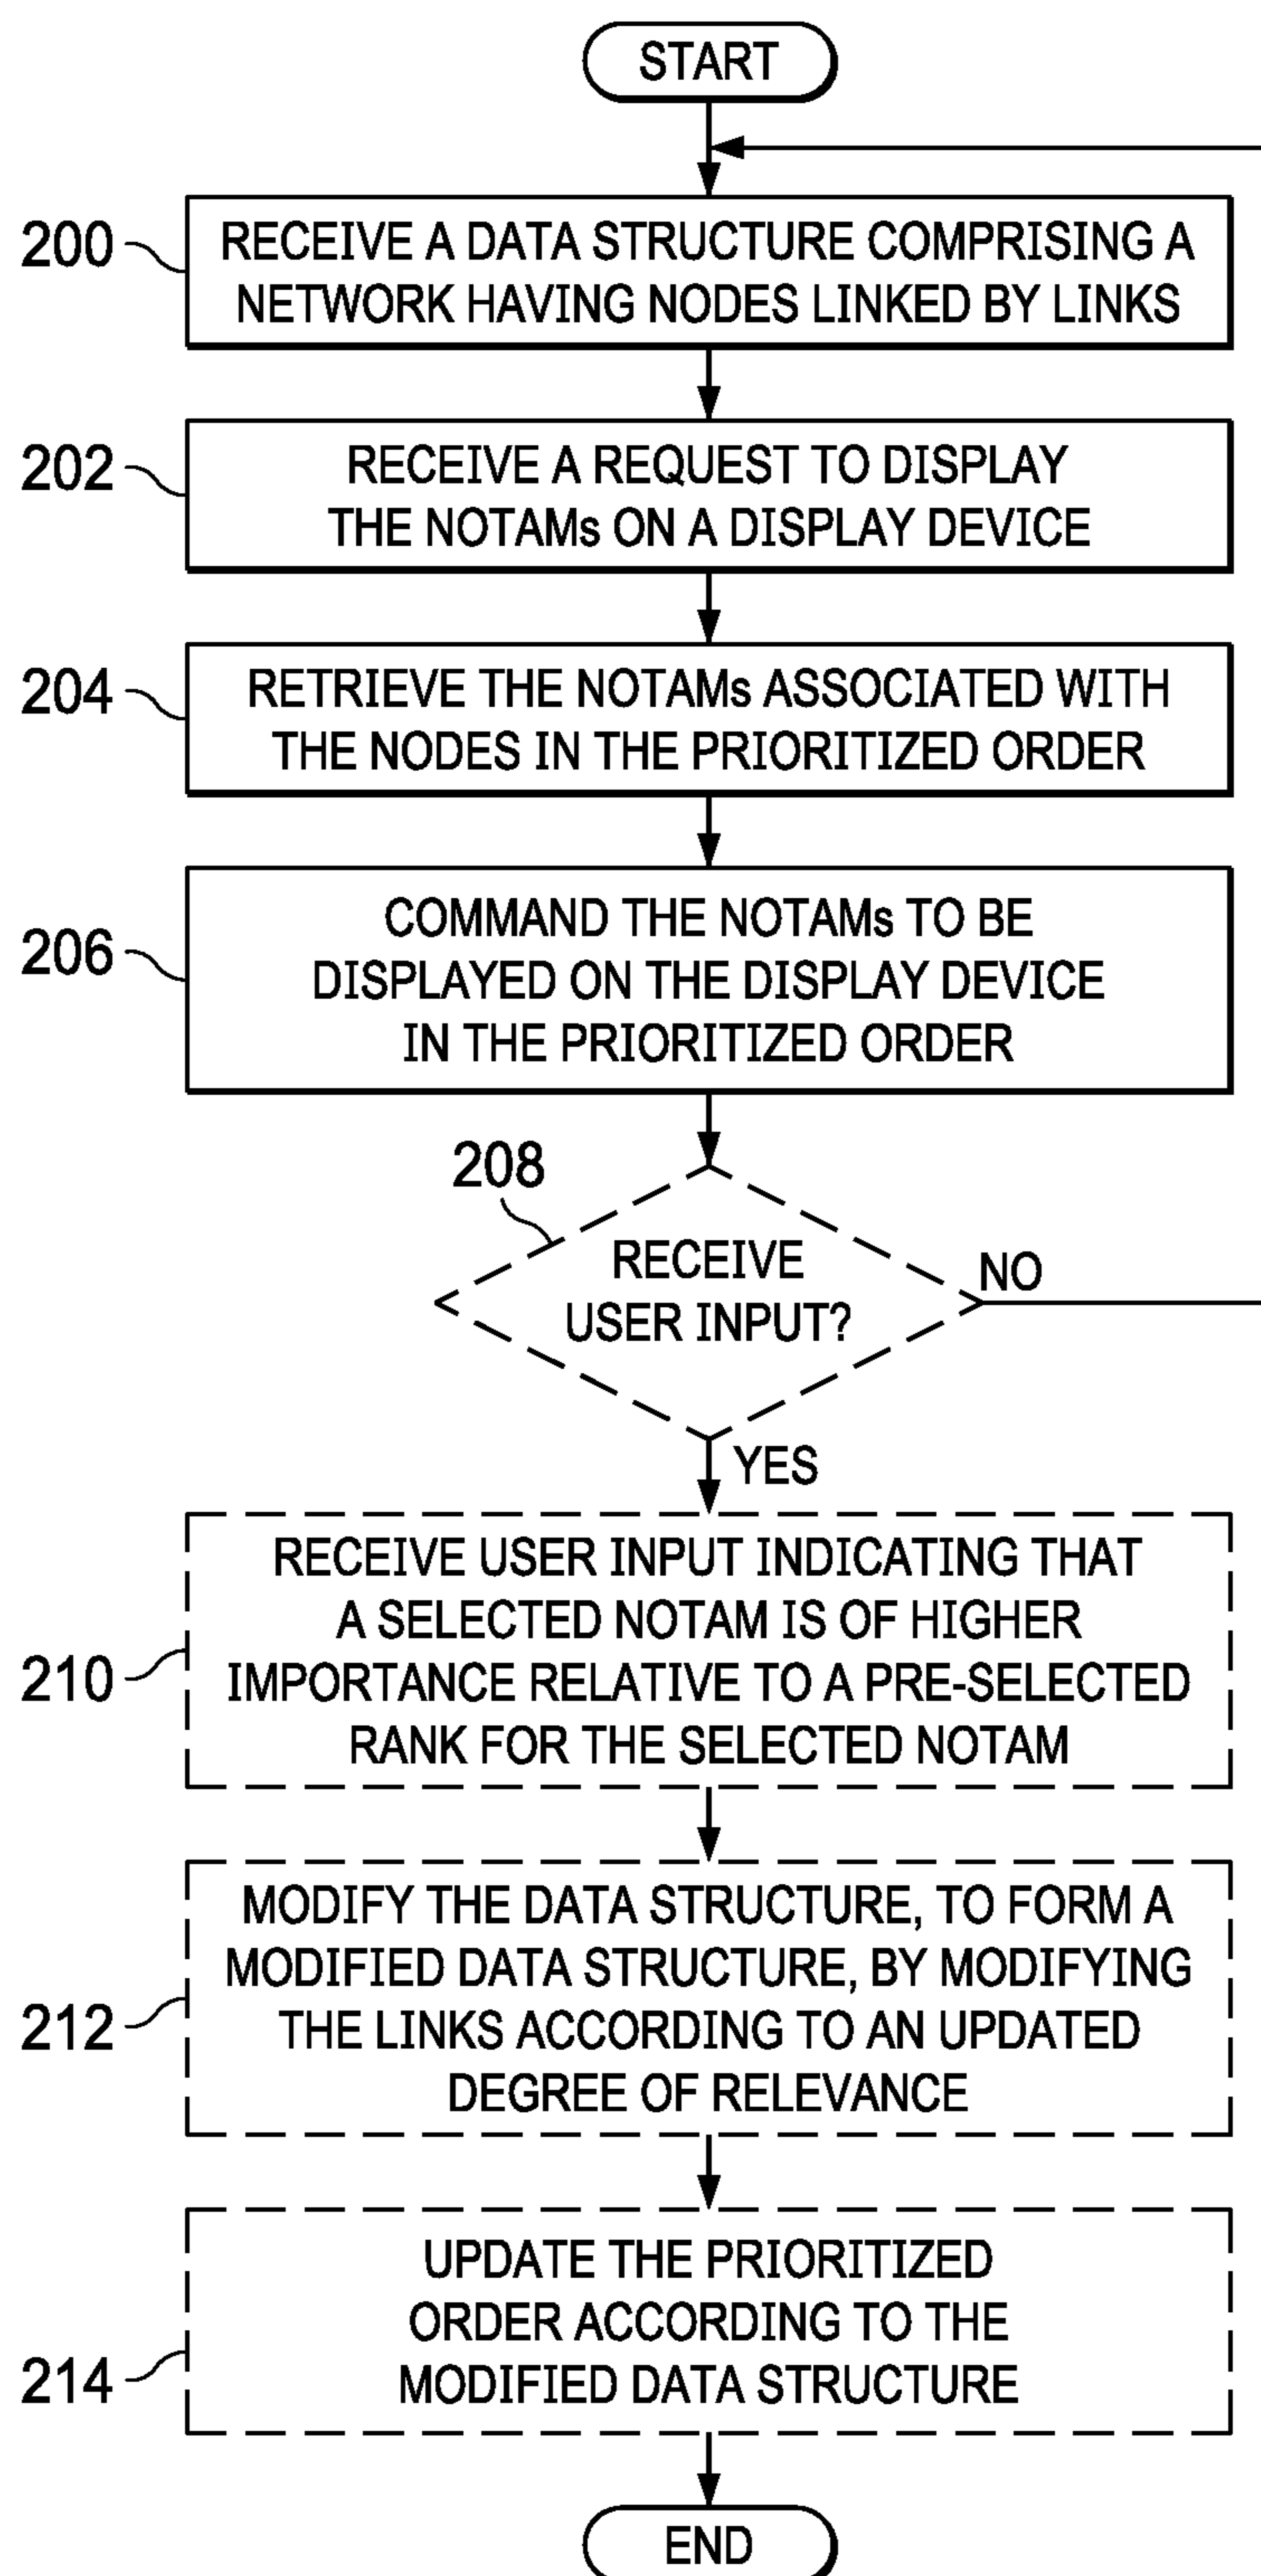 START
200
RECEIVE A DATA STRUCTURE COMPRISING A
NETWORK HAVING NODES LINKED BY LINKS
202
RECEIVE A REQUEST TO DISPLAY
THE NOTAMs ON A DISPLAY DEVICE
204
RETRIEVE THE NOTAMs ASSOCIATED WITH
THE NODES IN THE PRIORITIZED ORDER
206
COMMAND THE NOTAMs TO BE
DISPLAYED ON THE DISPLAY DEVICE
IN THE PRIORITIZED ORDER
208
RECEIVE
USER INPUT?
NO
YES
210
RECEIVE USER INPUT INDICATING THAT
A SELECTED NOTAM IS OF HIGHER
IMPORTANCE RELATIVE TO A PRE-SELECTED
RANK FOR THE SELECTED NOTAM
212
MODIFY THE DATA STRUCTURE, TO FORM A
MODIFIED DATA STRUCTURE, BY MODIFYING
THE LINKS ACCORDING TO AN UPDATED
DEGREE OF RELEVANCE
214
UPDATE THE PRIORITIZED
ORDER ACCORDING TO THE
MODIFIED DATA STRUCTURE
END